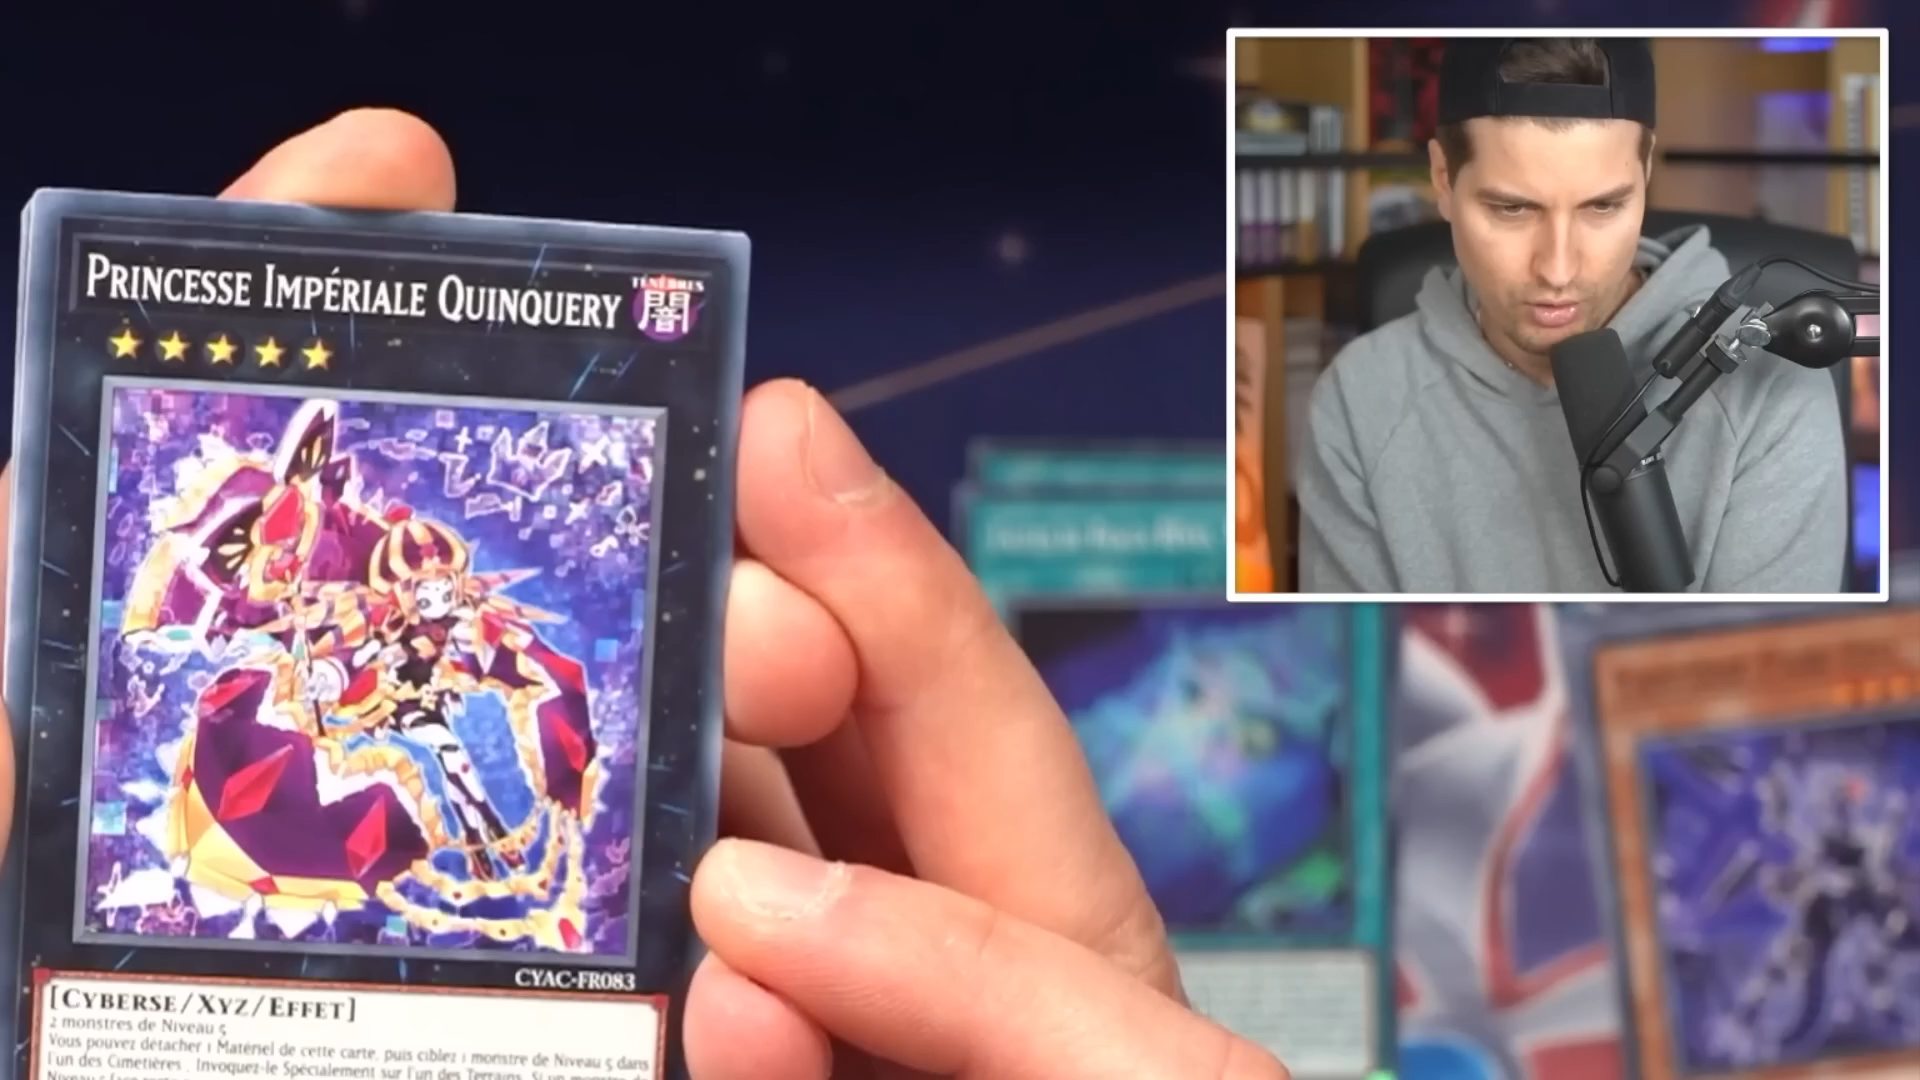 PRINCESSE IMPÉRIALE QUINQUERY
TÉNÈBRES
闇
CYAC-FR083
[CYBERSE/XYZ/EFFET]
2 monstres de Niveau 5
Vous pouvez détacher 1 Matériel de cette carte, puis ciblez 1 monstre de Niveau 5 dans
l'un des Cimetières ; Invoquez-le Spécialement sur l'un des Terrains. Si un monstre de